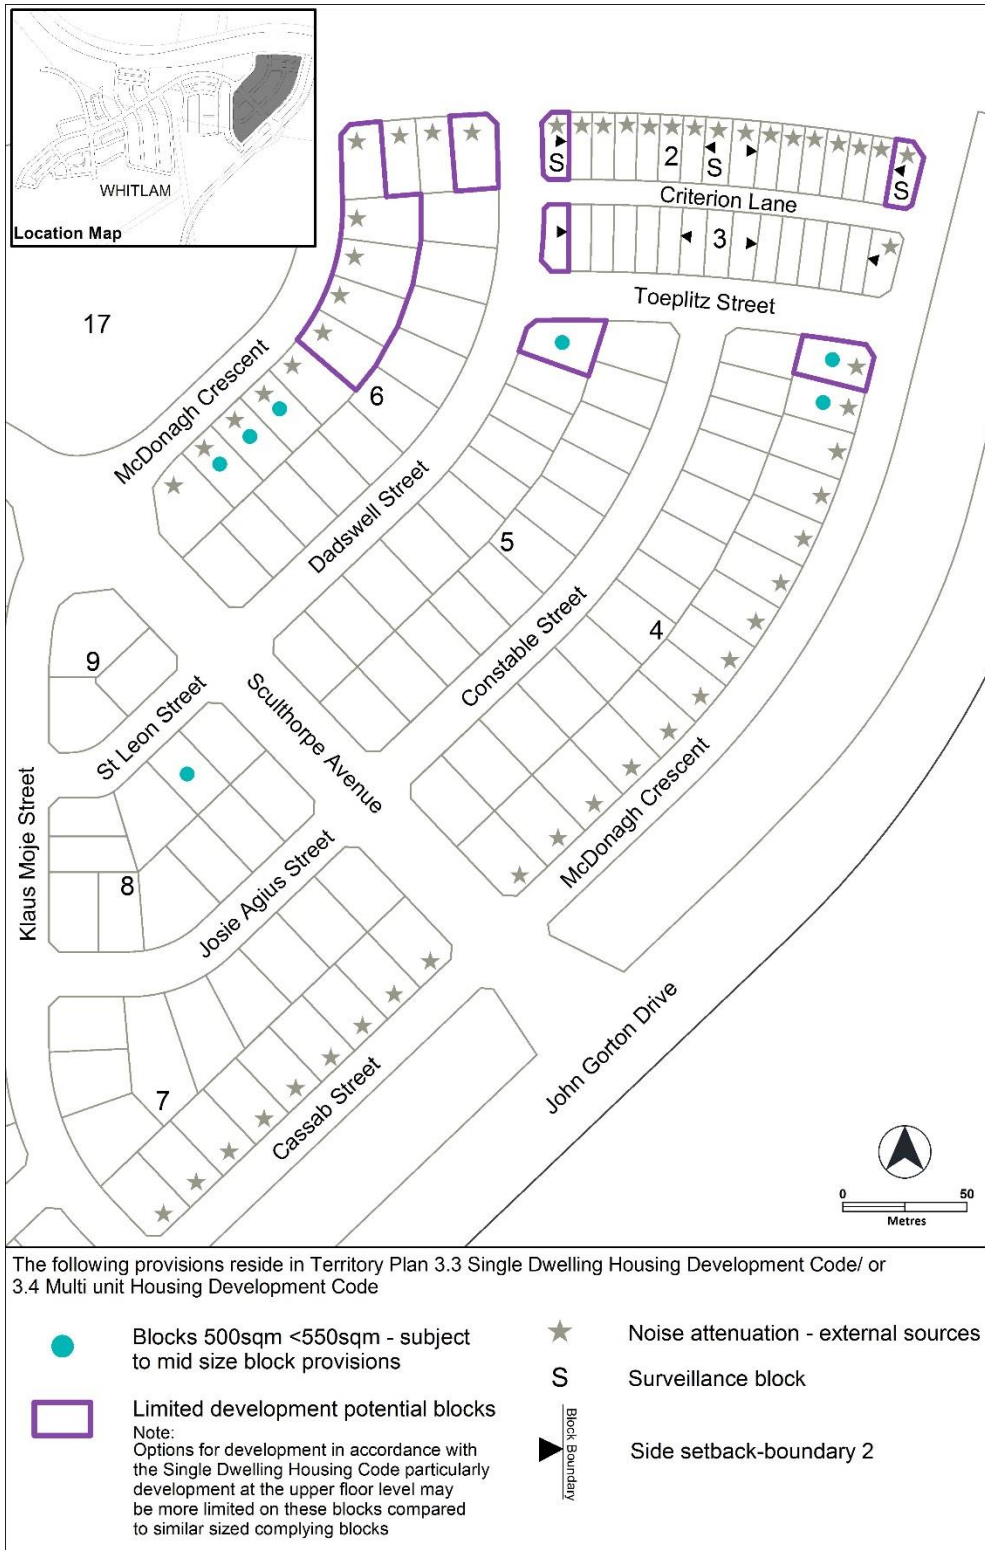 WHITLAM
Location Map
17
2
S
S
S
Criterion Lane
3
Toeplitz Street
McDonagh Crescent
6
Dadswell Street
5
Constable Street
4
9
St Leon Street
Sculthorpe Avenue
McDonagh Crescent
Klaus Moje Street
8
Josie Agius Street
7
Cassab Street
John Gorton Drive
0 50
Metres
The following provisions reside in Territory Plan 3.3 Single Dwelling Housing Development Code/ or
3.4 Multi unit Housing Development Code
Blocks 500sqm <550sqm - subject
to mid size block provisions
Limited development potential blocks
Note:
Options for development in accordance with
the Single Dwelling Housing Code particularly
development at the upper floor level may
be more limited on these blocks compared
to similar sized complying blocks
Noise attenuation - external sources
S Surveillance block
Block Boundary
Side setback-boundary 2